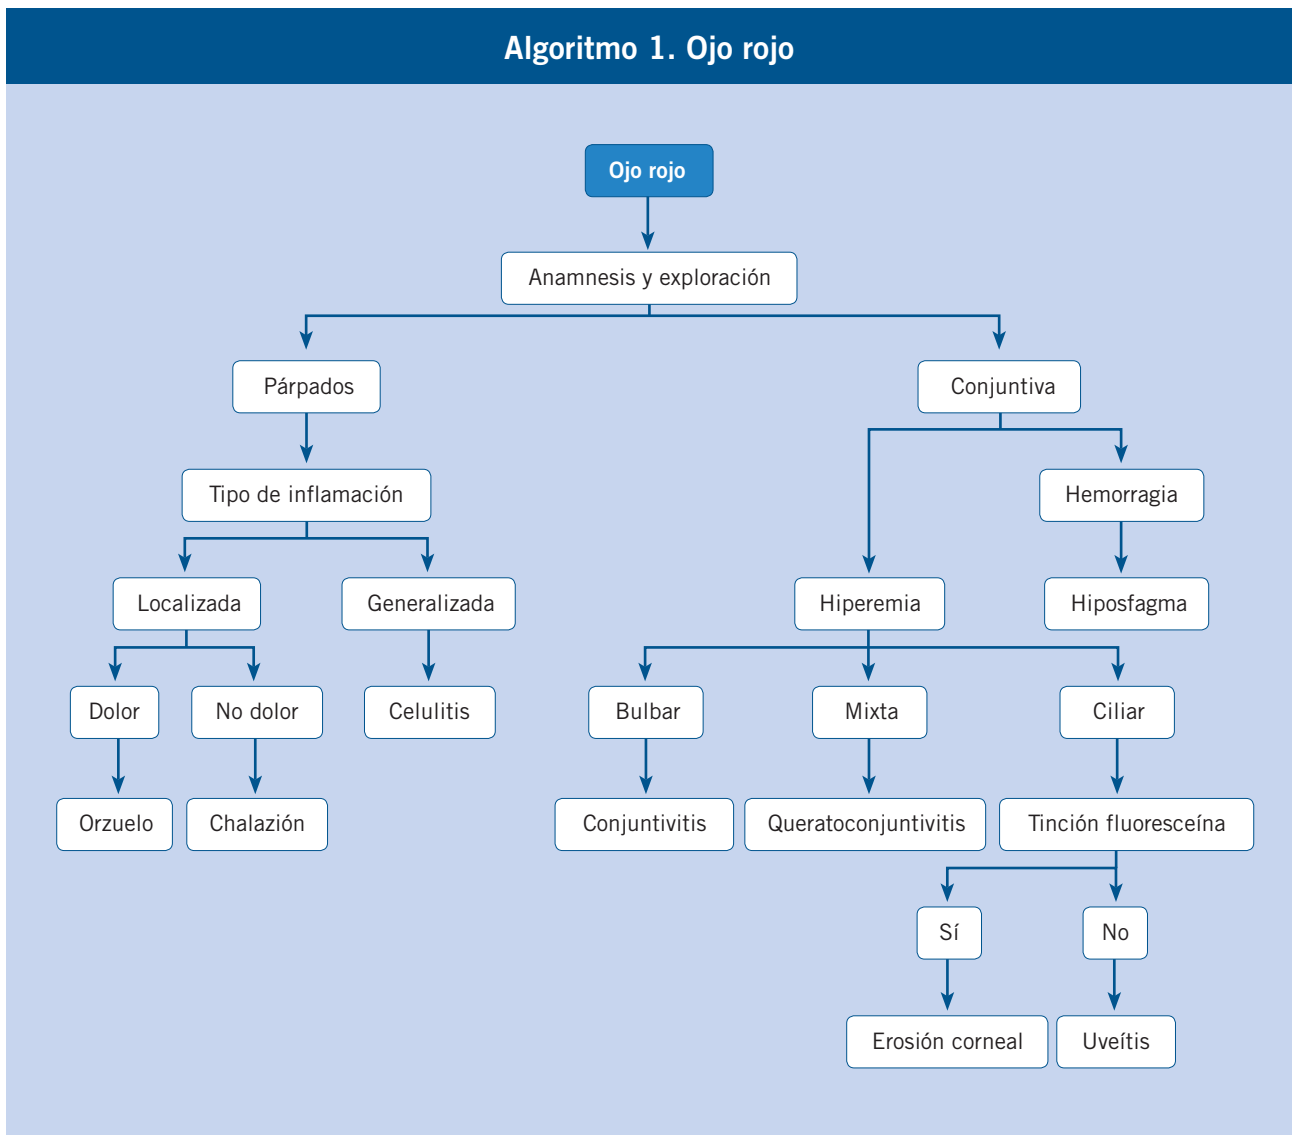 Algoritmo 1. Ojo rojo
Ojo rojo
Anamnesis y exploración
Párpados
Conjuntiva
Tipo de inflamación
Hemorragia
Localizada
Generalizada
Hiperemia
Hiposfagma
Dolor
No dolor
Celulitis
Bulbar
Mixta
Ciliar
Orzuelo
Chalazión
Conjuntivitis
Queratoconjuntivitis
Tinción fluoresceína
Sí
No
Erosión corneal
Uveítis